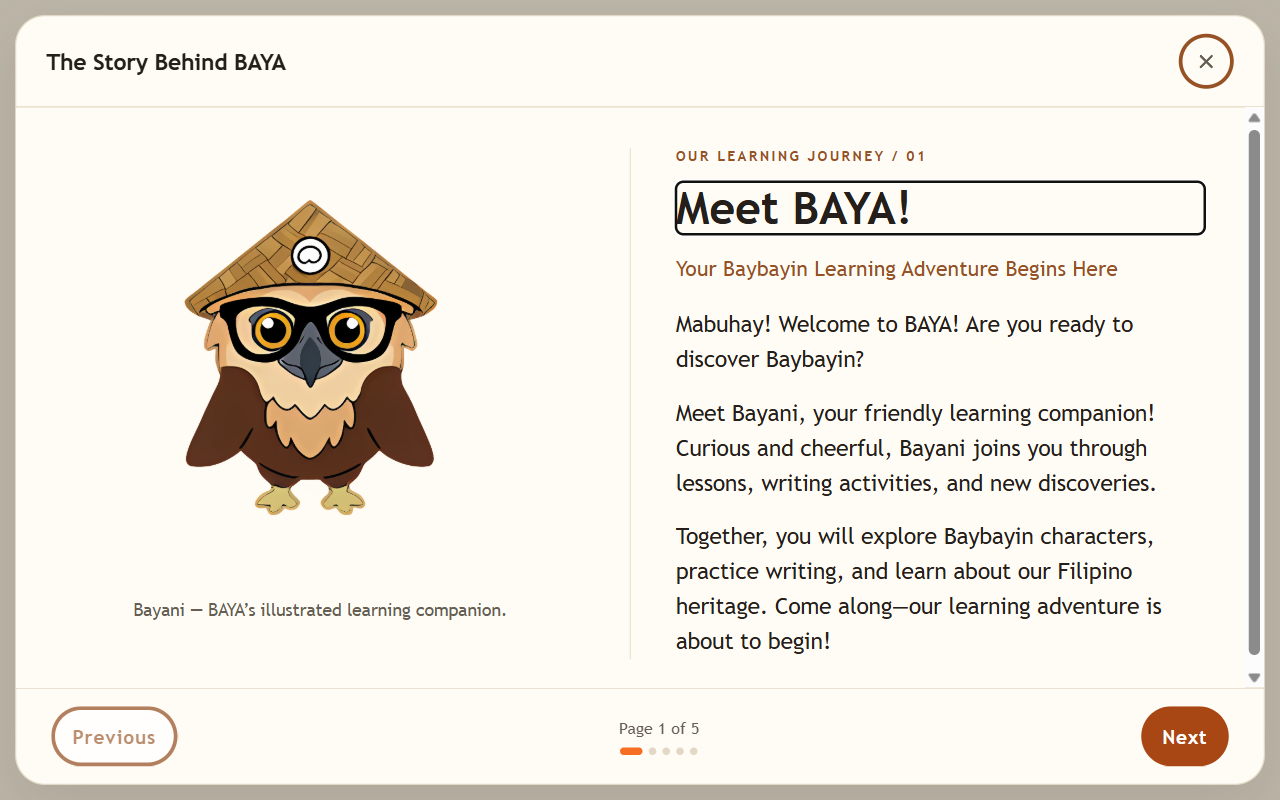 The Story Behind BAYA
OUR LEARNING JOURNEY / 01
Meet BAYA!
Your Baybayin Learning Adventure Begins Here
Mabuhay! Welcome to BAYA! Are you ready to
discover Baybayin?
Meet Bayani, your friendly learning companion!
Curious and cheerful, Bayani joins you through
lessons, writing activities, and new discoveries.
Together, you will explore Baybayin characters,
practice writing, and learn about our Filipino
heritage. Come along—our learning adventure is
about to begin!
Bayani — BAYA’s illustrated learning companion.
Previous
Page 1 of 5
Next